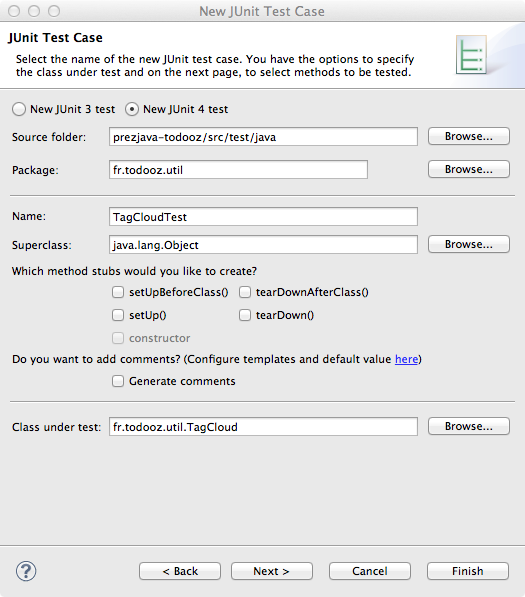 New JUnit Test Case
JUnit Test Case
Select the name of the new JUnit test case. You have the options to specify
the class under test and on the next page, to select methods to be tested.
New JUnit 3 test New JUnit 4 test
Source folder: prezjava-todooz/src/test/java Browse...
Package: fr.todooz.util Browse...
Name: TagCloudTest
Superclass: java.lang.Object Browse...
Which method stubs would you like to create?
setUpBeforeClass() tearDownAfterClass()
setUp() tearDown()
constructor
Do you want to add comments? (Configure templates and default value here)
Generate comments
Class under test: fr.todooz.util.TagCloud Browse...
? < Back Next > Cancel Finish